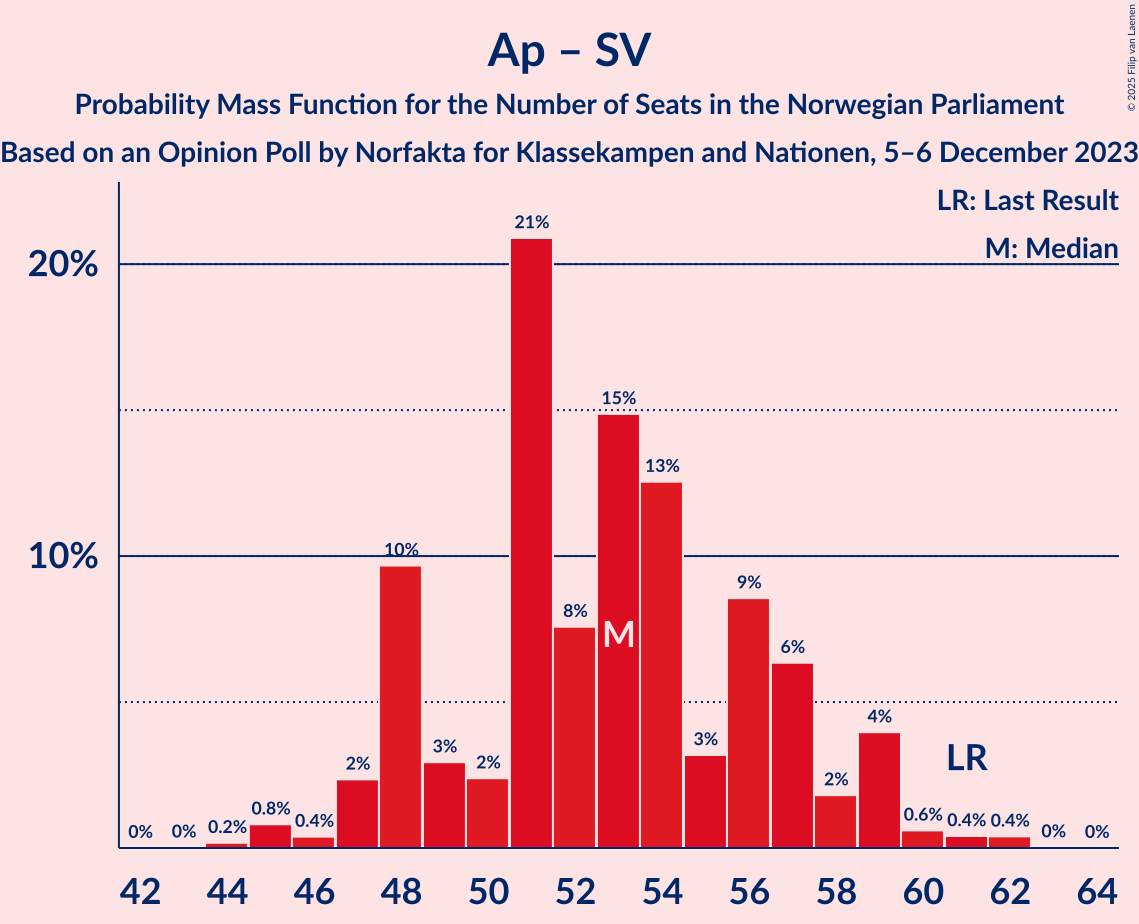 Ap – SV
Probability Mass Function for the Number of Seats in the Norwegian Parliament
Based on an Opinion Poll by Norfakta for Klassekampen and Nationen, 5–6 December 2023
© 2025 Filip van Laenen
LR: Last Result
M: Median
20%
10%
0% 0% 0.2% 0.8% 0.4% 2% 10% 3% 2% 21% 8% 15% 13% 3% 9% 6% 2% 4% 0.6% 0.4% 0.4% 0% 0%
M
LR
42 44 46 48 50 52 54 56 58 60 62 64